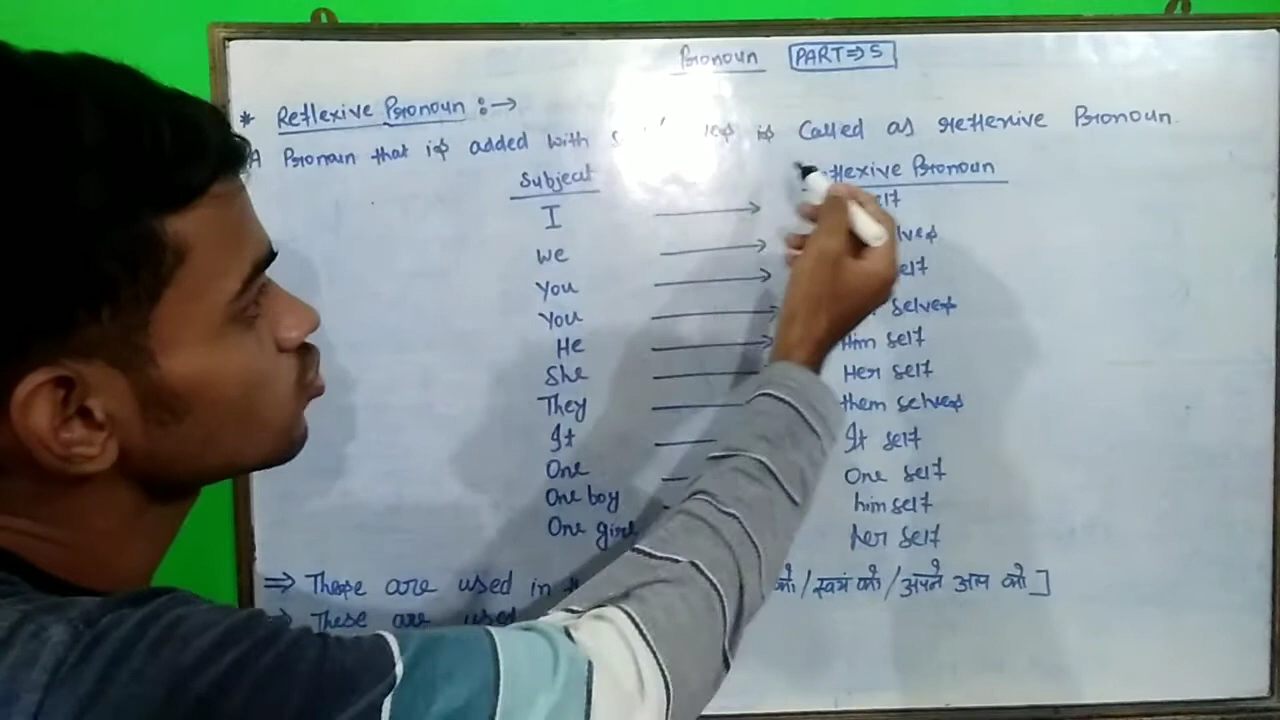 Pronoun PART⇒5
* Reflexive Pronoun :→
A Pronoun that is added with is Called as reflexive Pronoun.
Subject Reflexive Pronoun
I →
We →
You →
You → selves
He → Him self
She Her self
They them selves
It It self
One One self
One boy him self
One girl her self
⇒ These are used in को / स्वयं को / अपने आप को ]
These are used